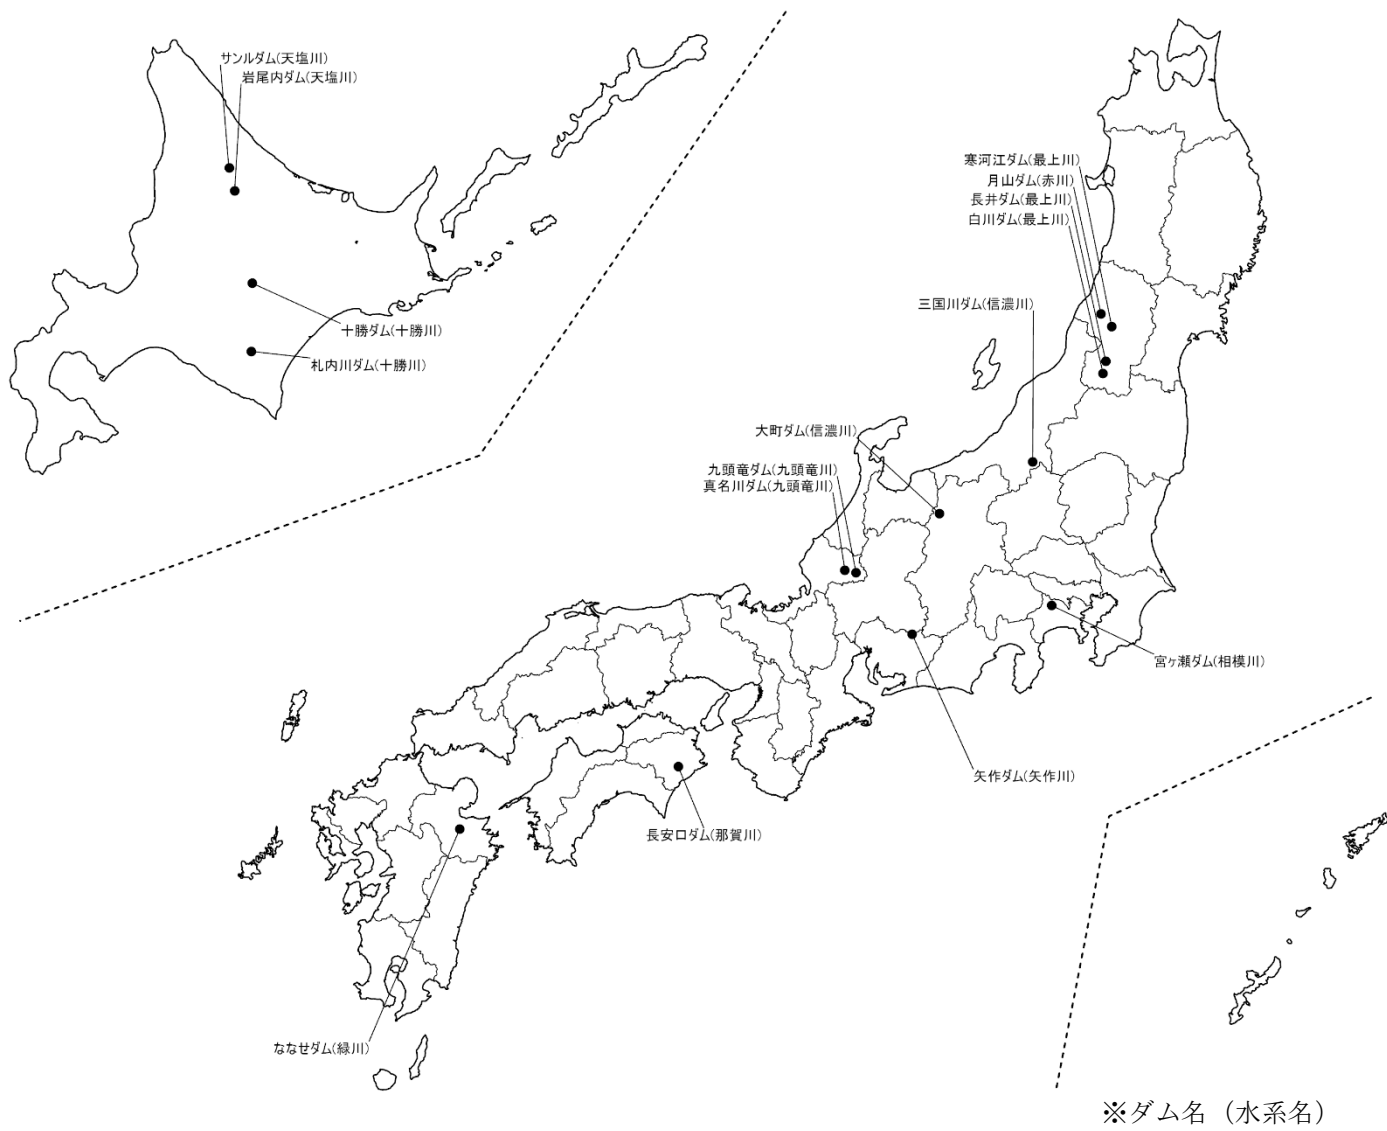 サンルダム(天塩川)
岩尾内ダム(天塩川)
十勝ダム(十勝川)
札内川ダム(十勝川)
寒河江ダム(最上川)
月山ダム(赤川)
長井ダム(最上川)
白川ダム(最上川)
三国川ダム(信濃川)
大町ダム(信濃川)
九頭竜ダム(九頭竜川)
真名川ダム(九頭竜川)
宮ヶ瀬ダム(相模川)
矢作ダム(矢作川)
長安口ダム(那賀川)
ななせダム(緑川)
※ダム名（水系名）